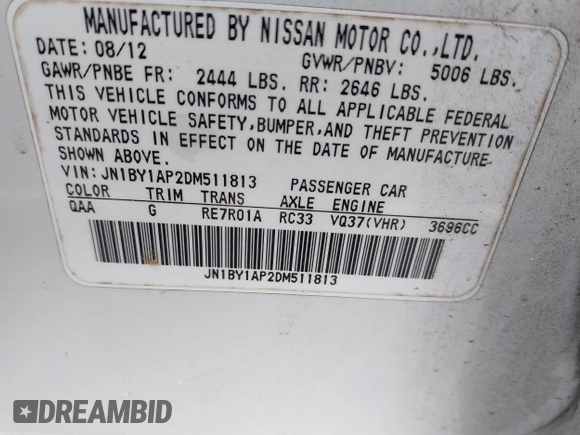 MANUFACTURED BY NISSAN MOTOR CO.,LTD.
DATE: 08/12 GVWR/PNBV: 5006 LBS.
GAWR/PNBE FR: 2444 LBS. RR: 2646 LBS.
THIS VEHICLE CONFORMS TO ALL APPLICABLE FEDERAL
MOTOR VEHICLE SAFETY,BUMPER,AND THEFT PREVENTION
STANDARDS IN EFFECT ON THE DATE OF MANUFACTURE
SHOWN ABOVE.
VIN: JN1BY1AP2DM511813 PASSENGER CAR
COLOR TRIM TRANS AXLE ENGINE
QAA G RE7R01A RC33 VQ37(VHR) 3696CC
JN1BY1AP2DM511813
DREAMBID